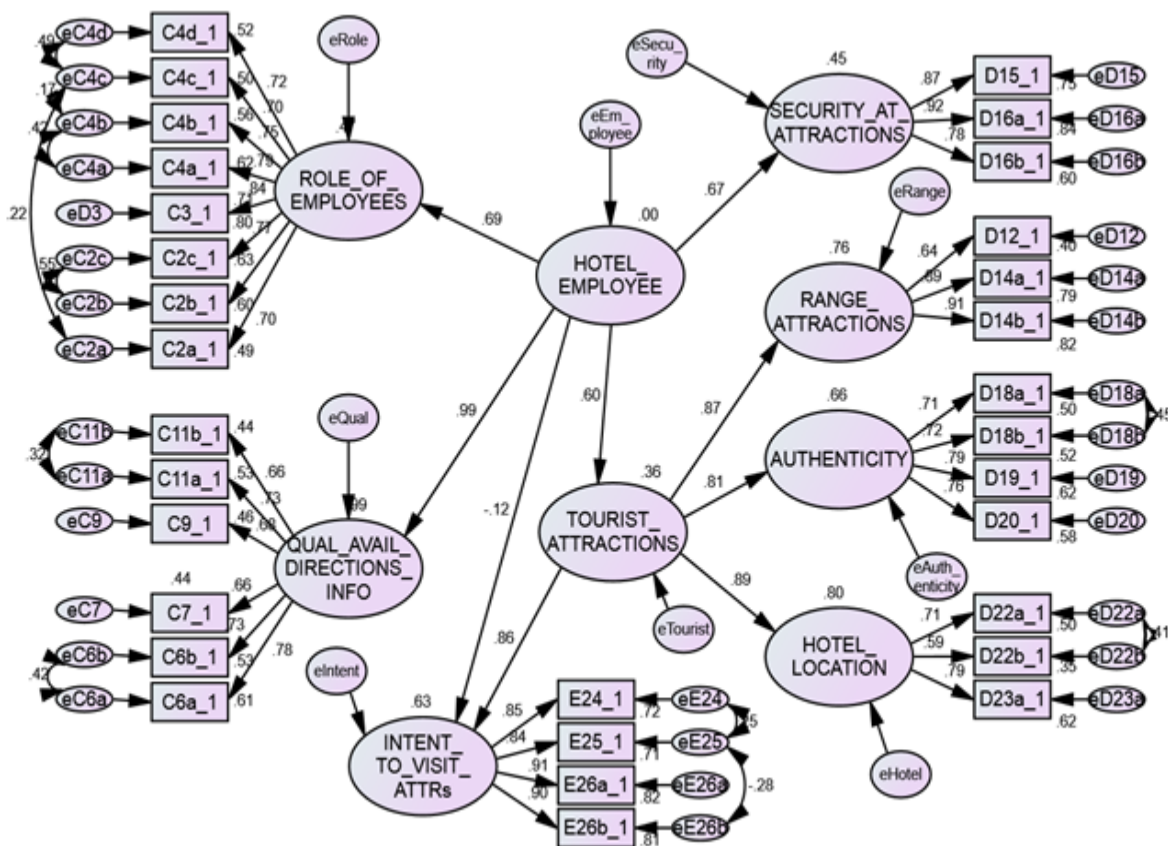 eC4d
C4d_1
.52
.49
eC4c
C4c_1
.50
.72
.17
eC4b
C4b_1
.56
.70
.42
eC4a
C4a_1
.62
.75
.79
eD3
C3_1
.71
.84
.22
eC2c
C2c_1
.63
.80
.77
.55
eC2b
C2b_1
.60
eC2a
C2a_1
.49
.70
eRole
ROLE_OF_
EMPLOYEES
.69
eEm_
ployee
.00
HOTEL_
EMPLOYEE
eSecu_
rity
.45
SECURITY_AT_
ATTRACTIONS
.67
.87
D15_1
.75
eD15
.92
D16a_1
.84
eD16a
.78
D16b_1
.60
eD16b
eRange
.76
RANGE_
ATTRACTIONS
.64
D12_1
.40
eD12
.89
D14a_1
.79
eD14a
.91
D14b_1
.82
eD14b
.87
.66
AUTHENTICITY
.71
D18a_1
.50
eD18a
.45
.72
D18b_1
.52
eD18b
.79
D19_1
.62
eD19
.76
D20_1
.58
eD20
eAuth_
enticity
.81
.60
.36
TOURIST_
ATTRACTIONS
eTourist
.89
.80
HOTEL_
LOCATION
.71
D22a_1
.50
eD22a
.41
.59
D22b_1
.35
eD22b
.79
D23a_1
.62
eD23a
eHotel
.99
-.12
.86
eC11b
C11b_1
.44
.66
.32
eC11a
C11a_1
.53
.73
eC9
C9_1
.46
.68
eQual
.99
QUAL_AVAIL_
DIRECTIONS_
INFO
.44
eC7
C7_1
.66
eC6b
C6b_1
.53
.73
.42
eC6a
C6a_1
.61
.78
eIntent
.63
INTENT_
TO_VISIT_
ATTRs
.85
E24_1
.72
eE24
.84
E25_1
.71
eE25
.91
E26a_1
.82
eE26a
-.28
.90
E26b_1
.81
eE26b